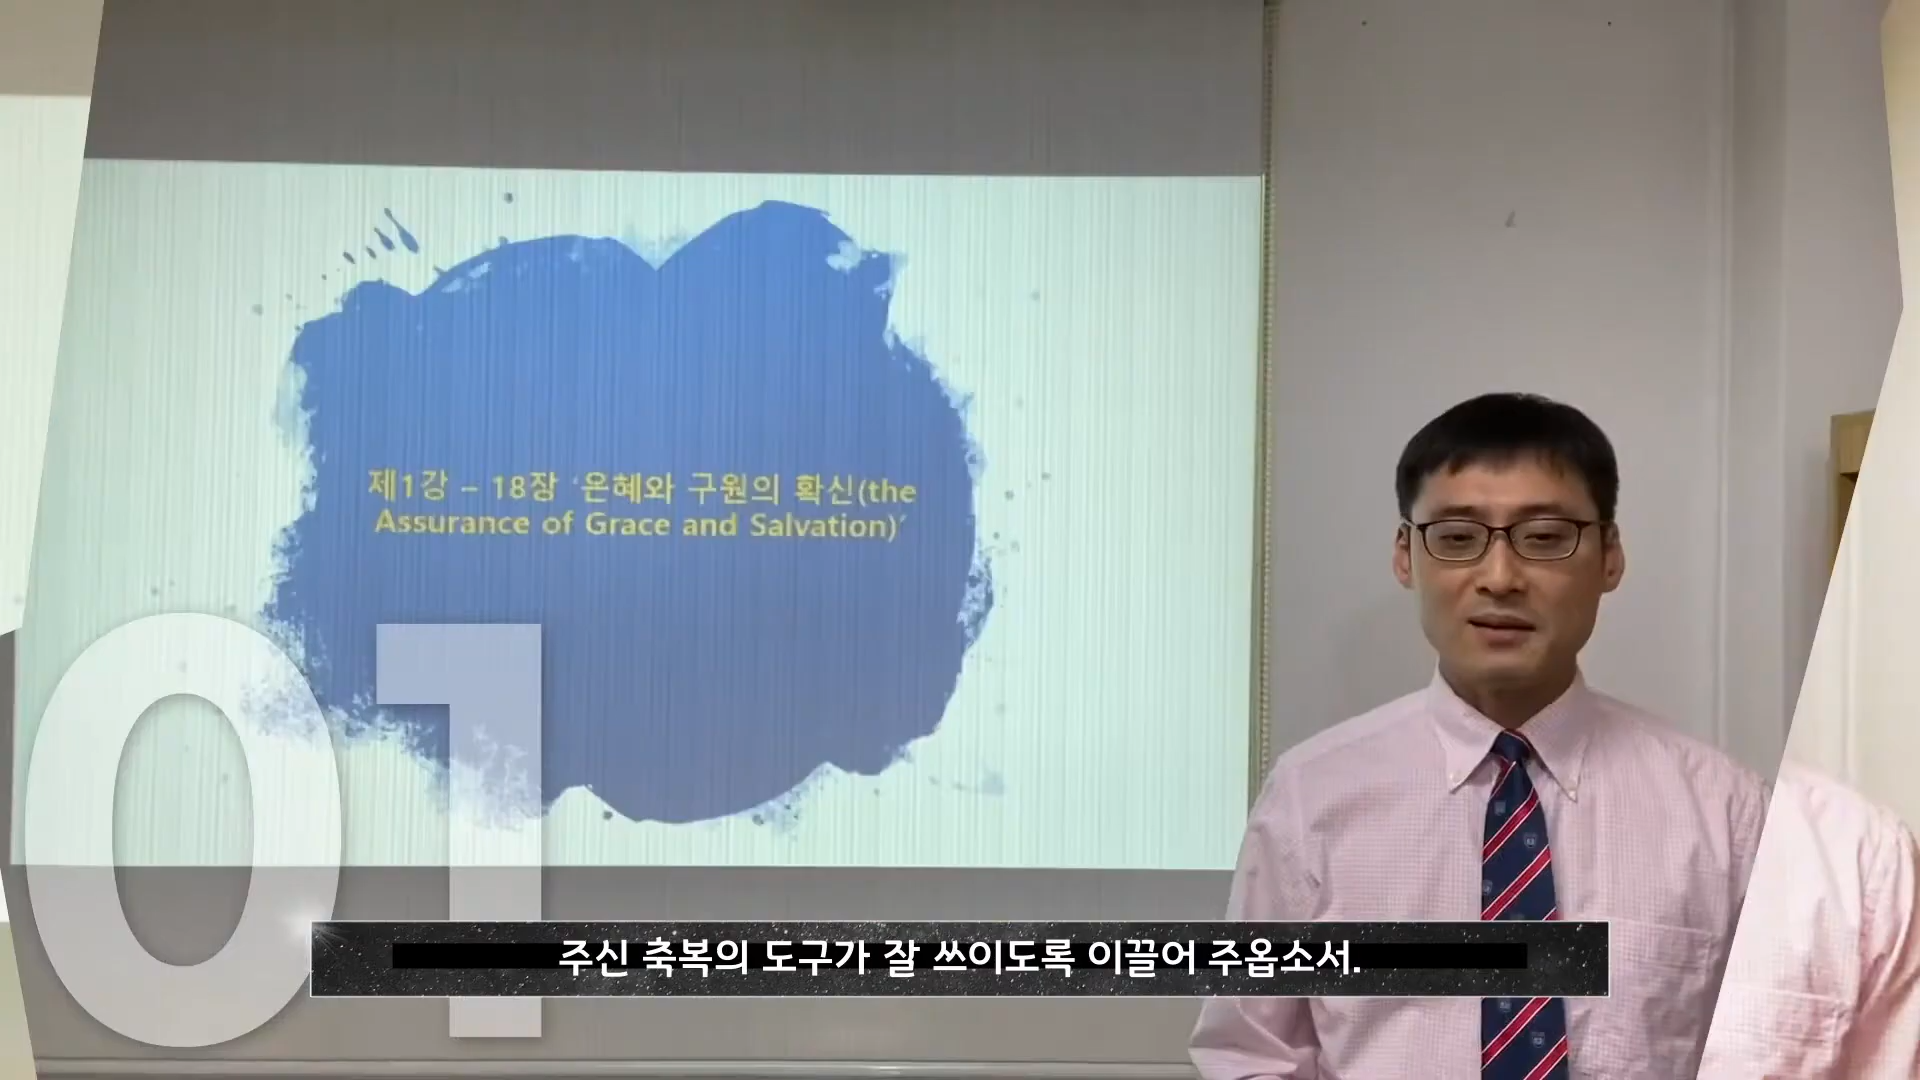 제1강 - 18장 '은혜와 구원의 확신(the
Assurance of Grace and Salvation)'
01
주신 축복의 도구가 잘 쓰이도록 이끌어 주옵소서.